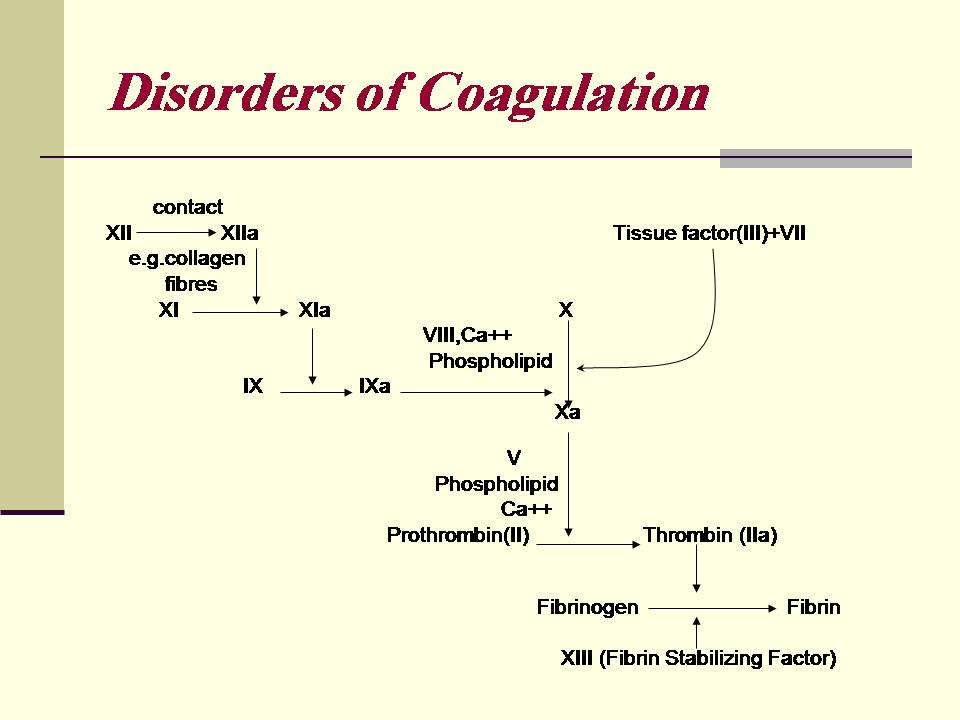 Disorders of Coagulation
contact
XII XIIa Tissue factor(III)+VII
e.g.collagen
fibres
XI XIa X
VIII,Ca++
Phospholipid
IX IXa
Xa
V
Phospholipid
Ca++
Prothrombin(II) Thrombin (IIa)
Fibrinogen Fibrin
XIII (Fibrin Stabilizing Factor)